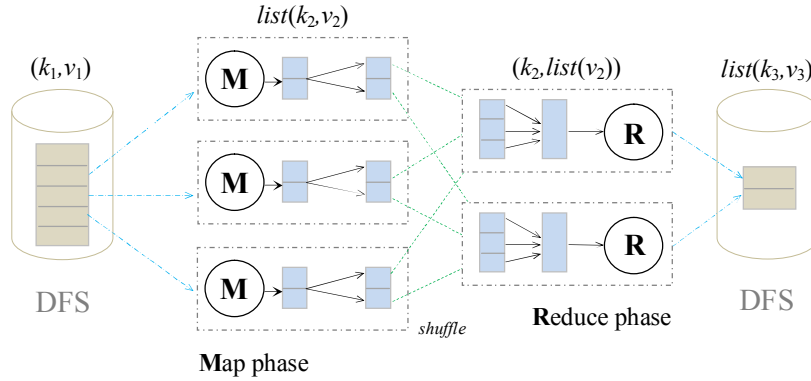 list(k2,v2)
(k1,v1)
(k2,list(v2))
list(k3,v3)
M
M
M
R
R
DFS
DFS
shuffle
Reduce phase
Map phase